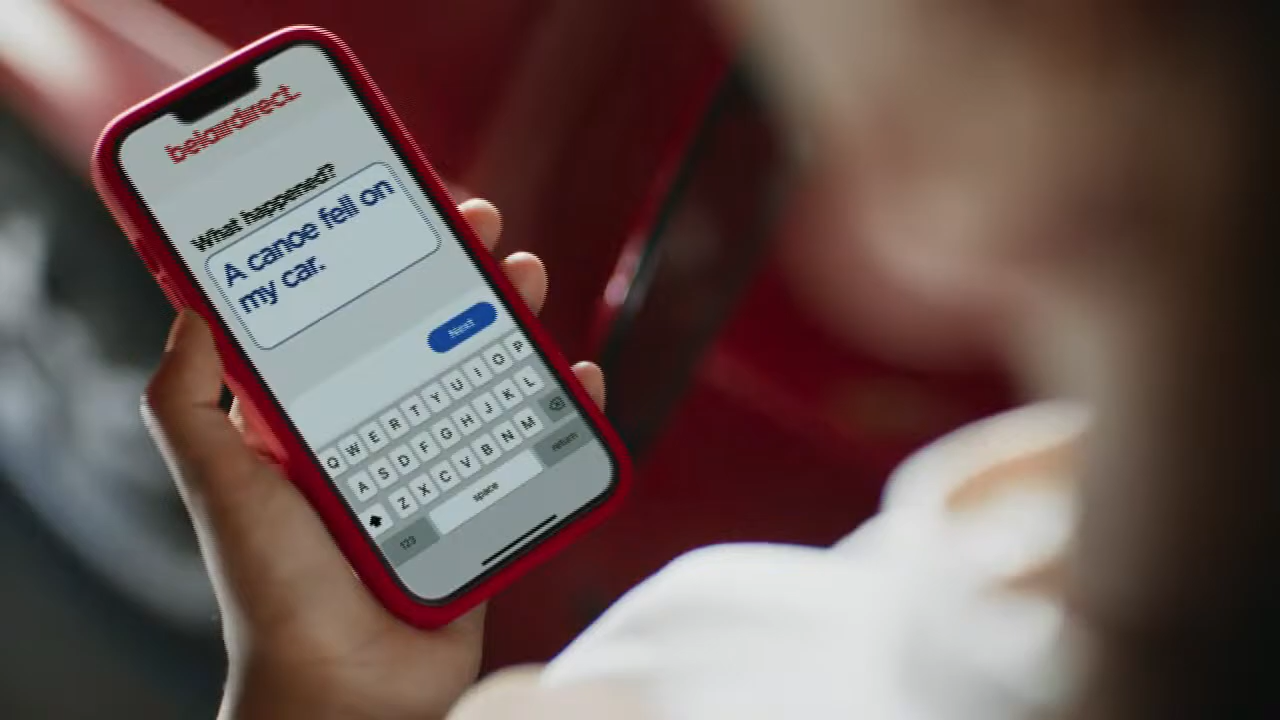 belairdirect.
What happened?
A canoe fell on
my car.
Next
Q W E R T Y U I O P
A S D F G H J K L
Z X C V B N M
123 space return